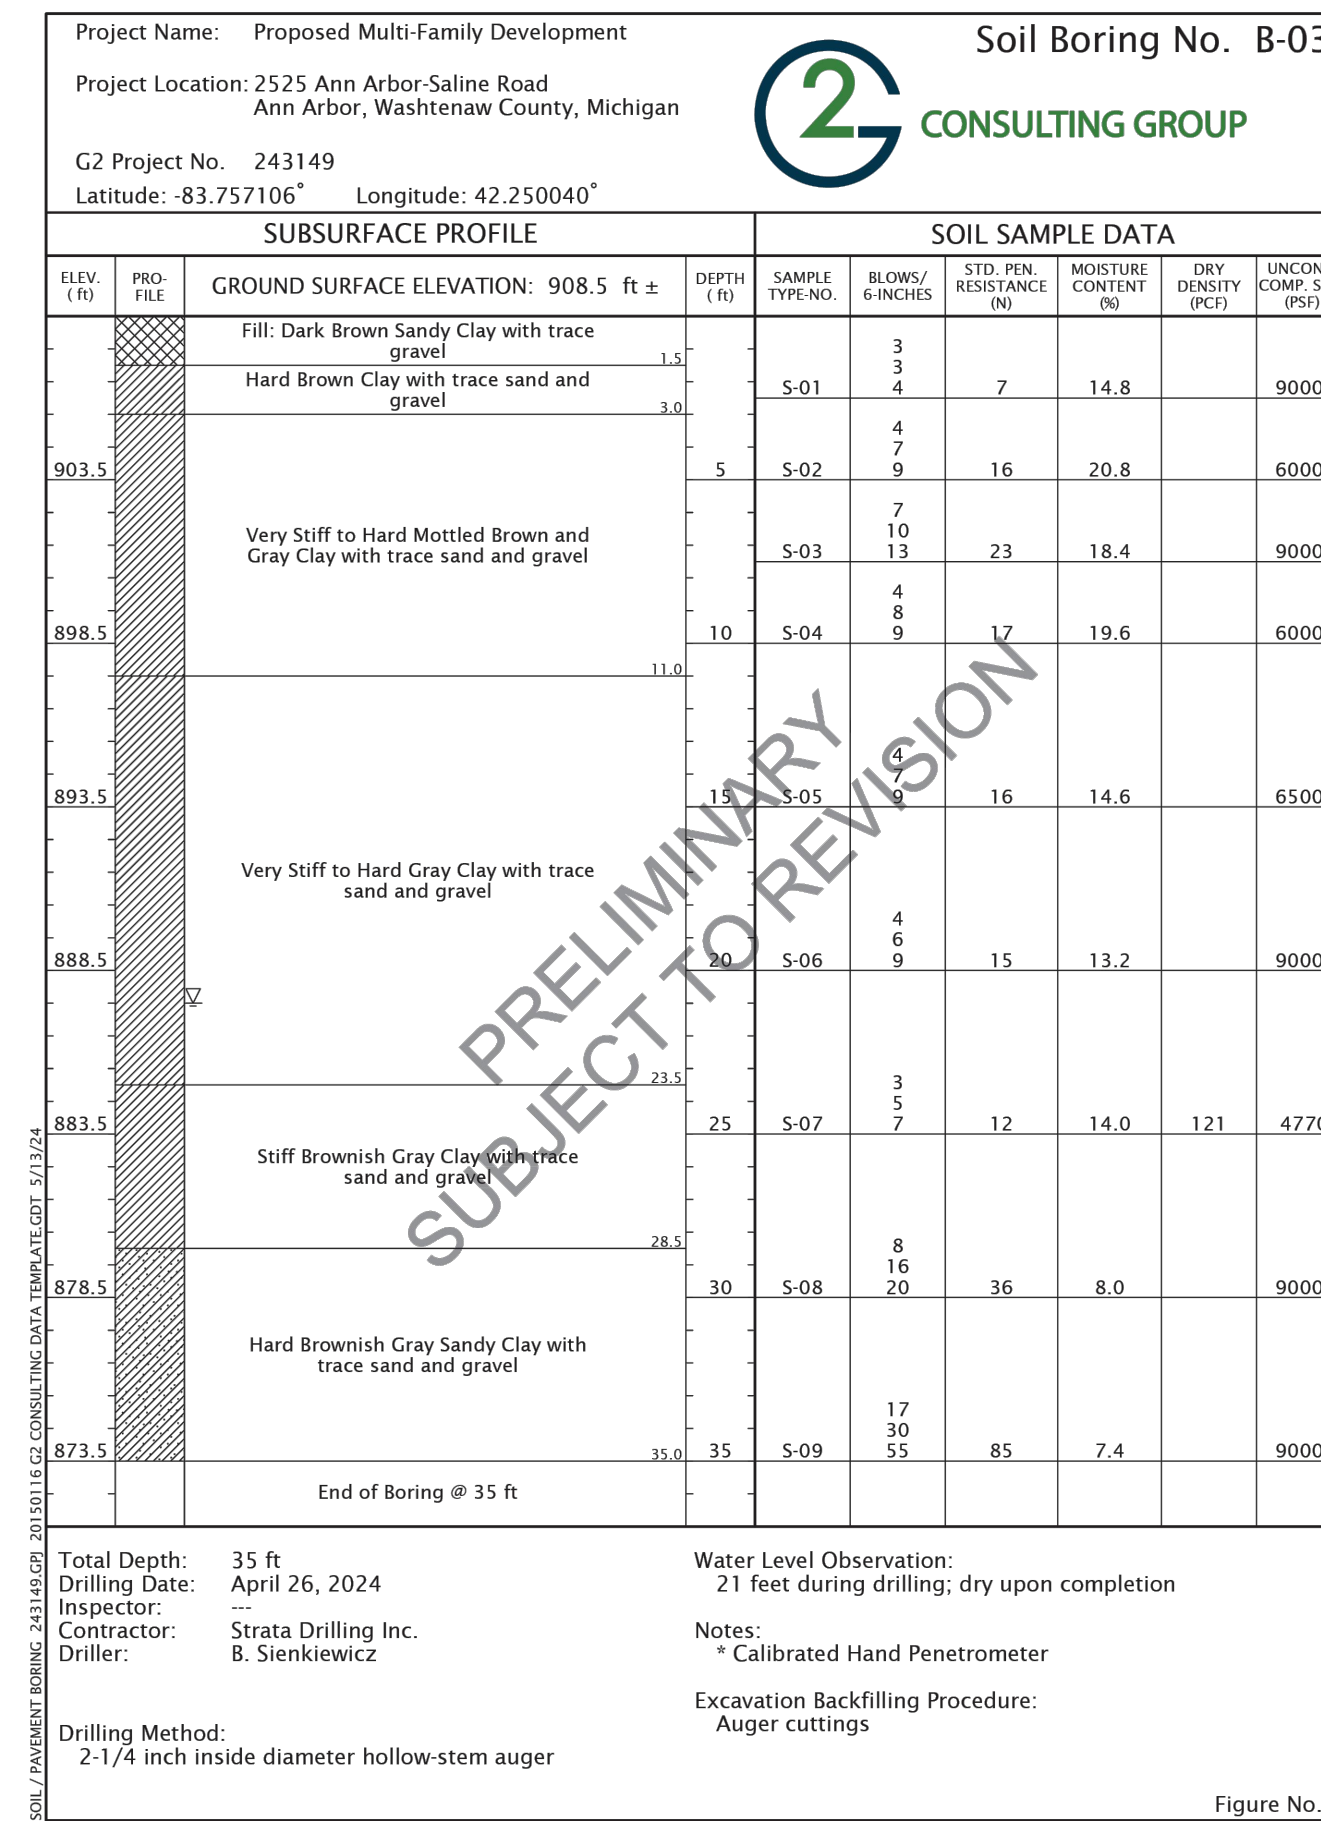 Project Name: Proposed Multi-Family Development
Soil Boring No. B-03
Project Location: 2525 Ann Arbor-Saline Road
Ann Arbor, Washtenaw County, Michigan
G2 CONSULTING GROUP
G2 Project No. 243149
Latitude: -83.757106° Longitude: 42.250040°
SUBSURFACE PROFILE
SOIL SAMPLE DATA
ELEV. ( ft)
PRO-FILE
GROUND SURFACE ELEVATION: 908.5 ft ±
DEPTH ( ft)
SAMPLE TYPE-NO.
BLOWS/ 6-INCHES
STD. PEN. RESISTANCE (N)
MOISTURE CONTENT (%)
DRY DENSITY (PCF)
UNCON COMP. S (PSF)
Fill: Dark Brown Sandy Clay with trace
gravel
1.5
Hard Brown Clay with trace sand and
gravel
3.0
3
3
S-01 4 7 14.8 9000
4
7
903.5 5 S-02 9 16 20.8 6000
Very Stiff to Hard Mottled Brown and
Gray Clay with trace sand and gravel
7
10
S-03 13 23 18.4 9000
4
8
898.5 10 S-04 9 17 19.6 6000
11.0
4
7
893.5 15 S-05 9 16 14.6 6500
Very Stiff to Hard Gray Clay with trace
sand and gravel
4
6
888.5 20 S-06 9 15 13.2 9000
23.5
3
5
883.5 25 S-07 7 12 14.0 121 4770
Stiff Brownish Gray Clay with trace
sand and gravel
28.5
8
16
878.5 30 S-08 20 36 8.0 9000
Hard Brownish Gray Sandy Clay with
trace sand and gravel
17
30
873.5 35.0 35 S-09 55 85 7.4 9000
End of Boring @ 35 ft
PRELIMINARY
SUBJECT TO REVISION
Total Depth: 35 ft
Drilling Date: April 26, 2024
Inspector: ---
Contractor: Strata Drilling Inc.
Driller: B. Sienkiewicz
Drilling Method:
2-1/4 inch inside diameter hollow-stem auger
Water Level Observation:
21 feet during drilling; dry upon completion
Notes:
* Calibrated Hand Penetrometer
Excavation Backfilling Procedure:
Auger cuttings
Figure No.
SOIL / PAVEMENT BORING 243149.GPJ 20150116 G2 CONSULTING DATA TEMPLATE.GDT 5/13/24